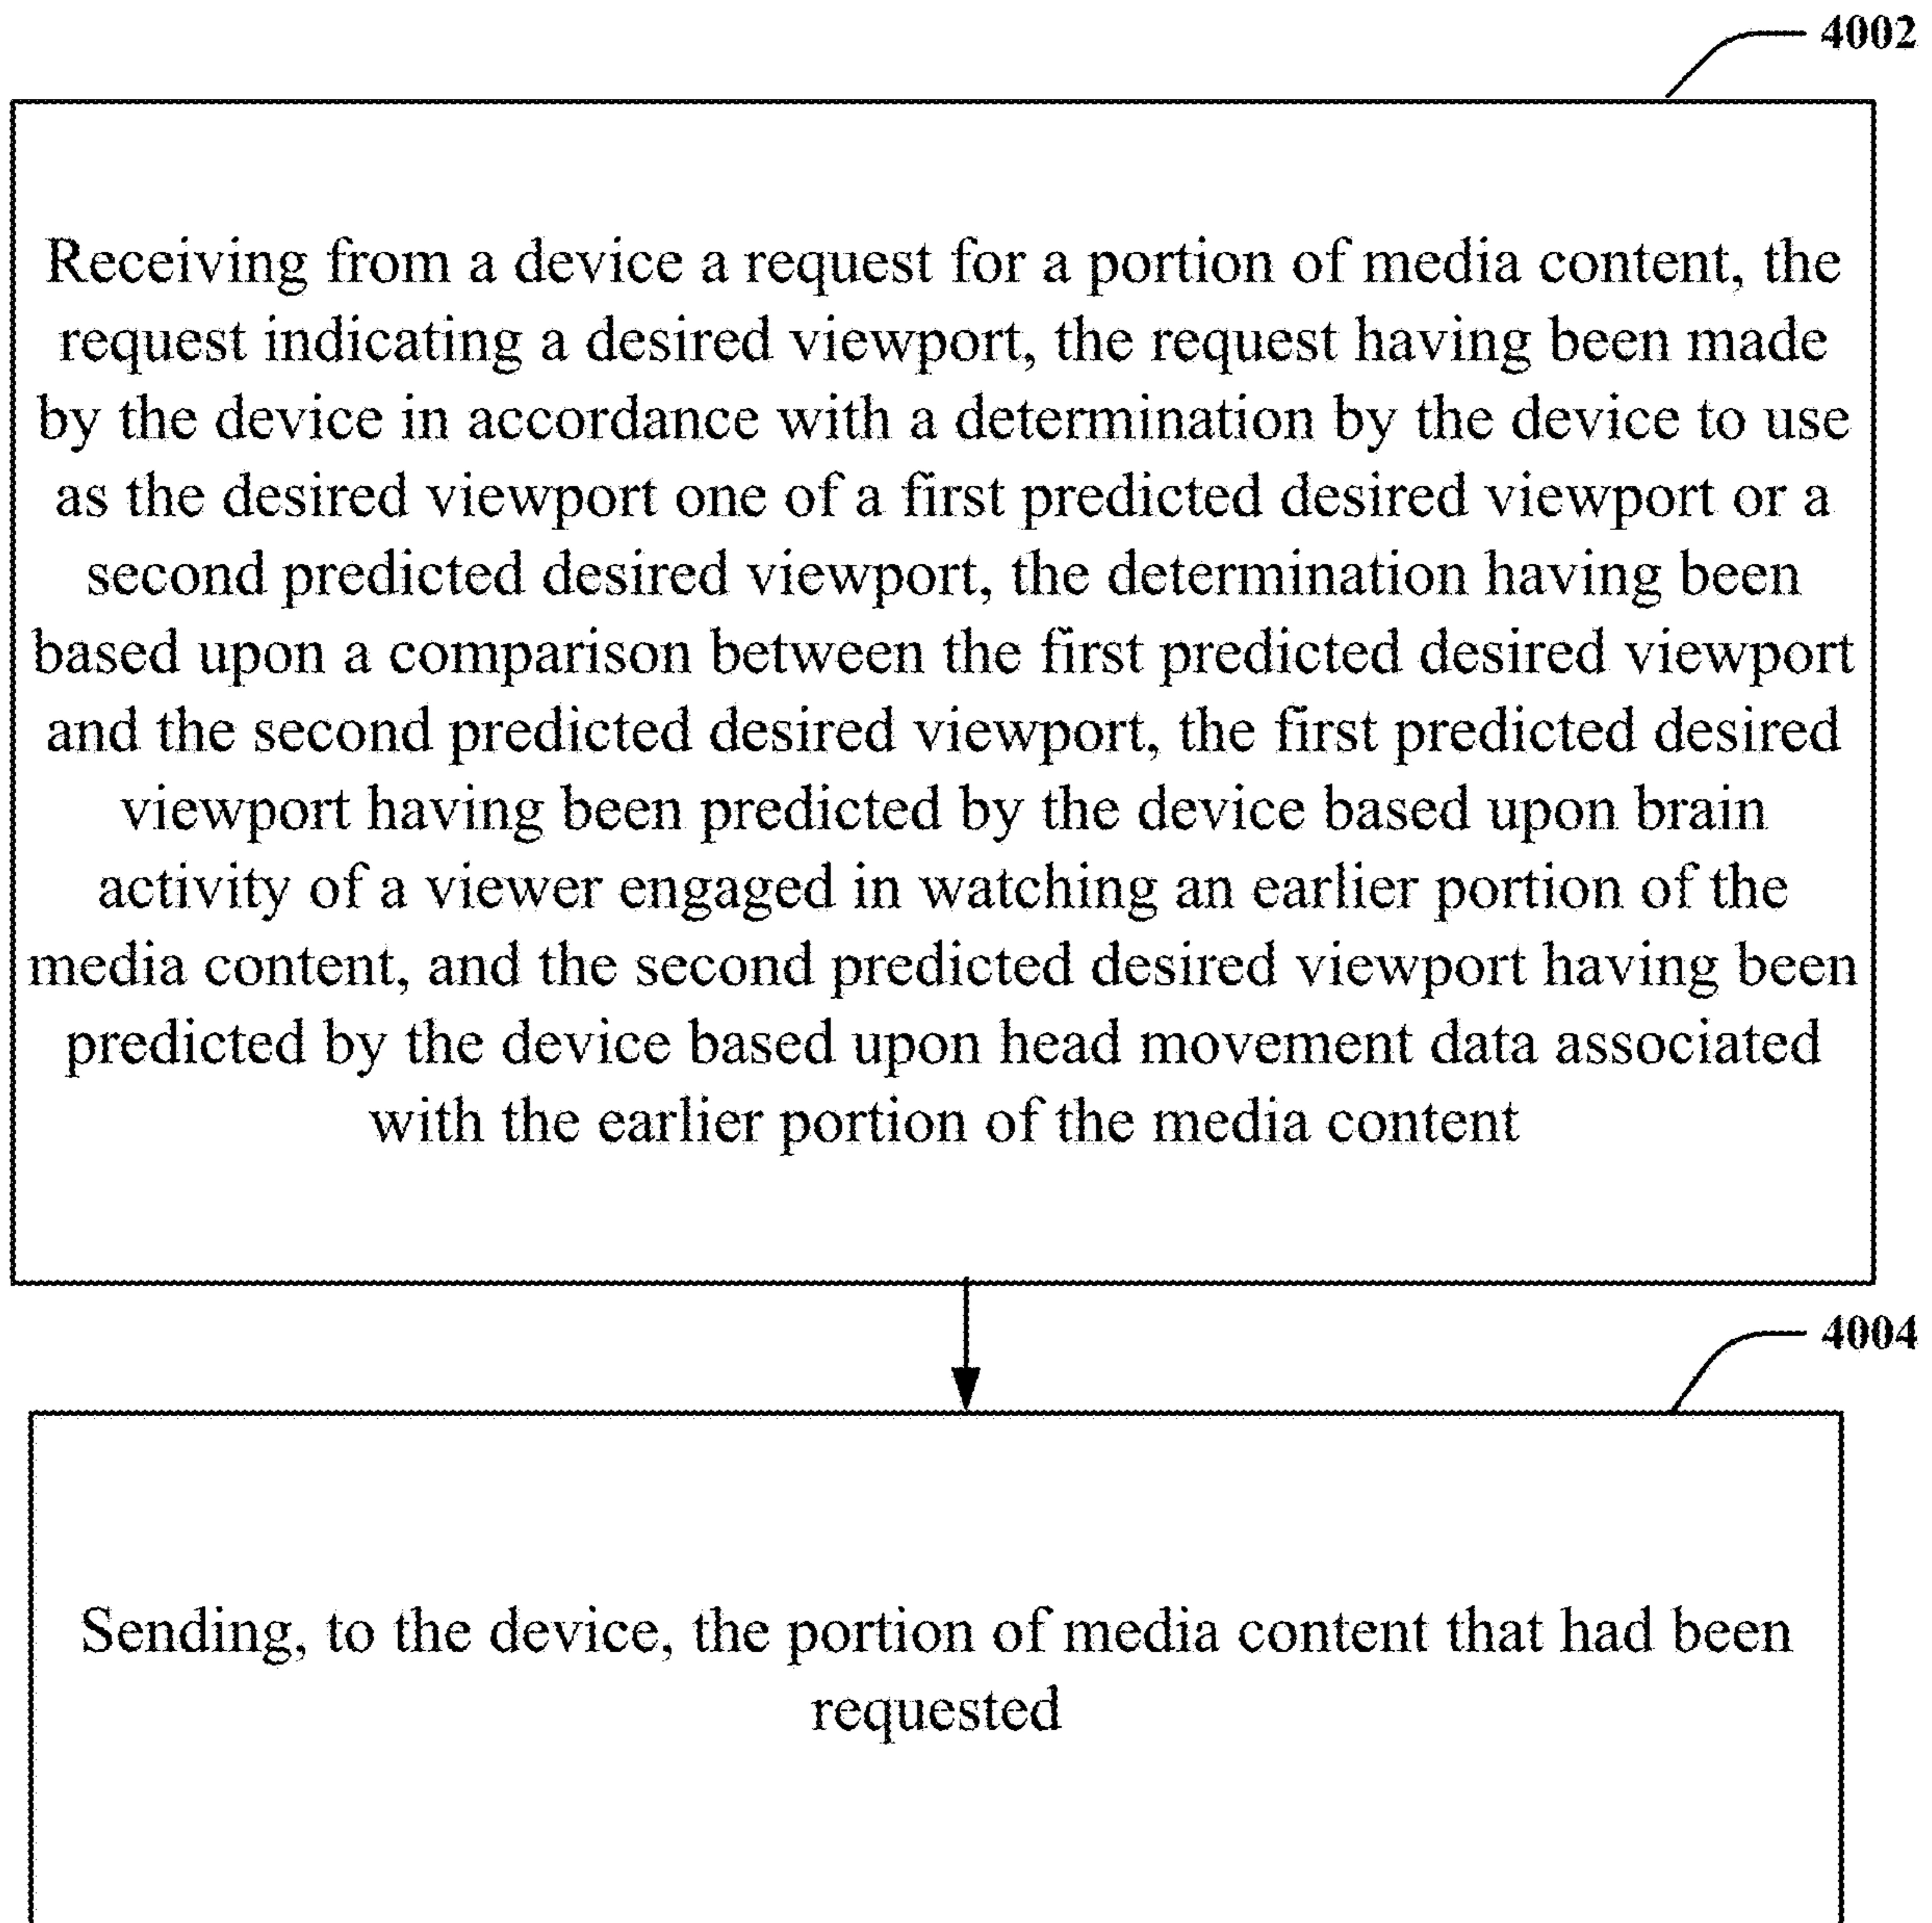 4002
Receiving from a device a request for a portion of media content, the
request indicating a desired viewport, the request having been made
by the device in accordance with a determination by the device to use
as the desired viewport one of a first predicted desired viewport or a
second predicted desired viewport, the determination having been
based upon a comparison between the first predicted desired viewport
and the second predicted desired viewport, the first predicted desired
viewport having been predicted by the device based upon brain
activity of a viewer engaged in watching an earlier portion of the
media content, and the second predicted desired viewport having been
predicted by the device based upon head movement data associated
with the earlier portion of the media content
4004
Sending, to the device, the portion of media content that had been
requested